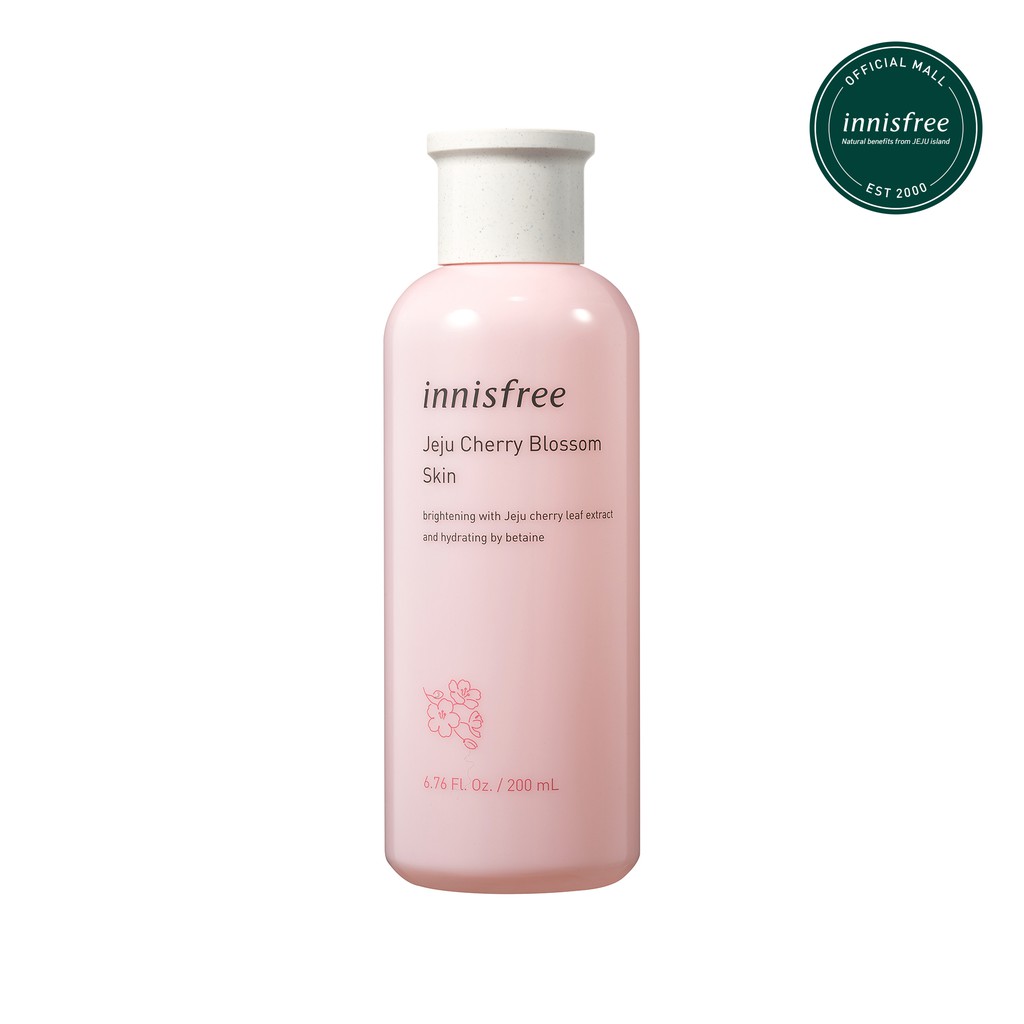 OFFICIAL MALL
innisfree
Natural benefits from JEJU island
EST 2000
innisfree
Jeju Cherry Blossom
Skin
brightening with Jeju cherry leaf extract
and hydrating by betaine
6.76 Fl. Oz. / 200 mL